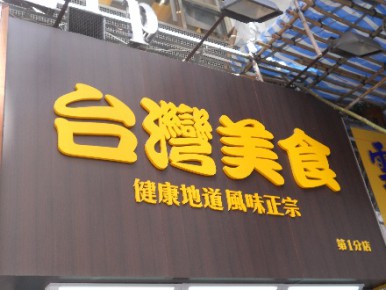 台灣美食
健康地道 風味正宗
第1分店